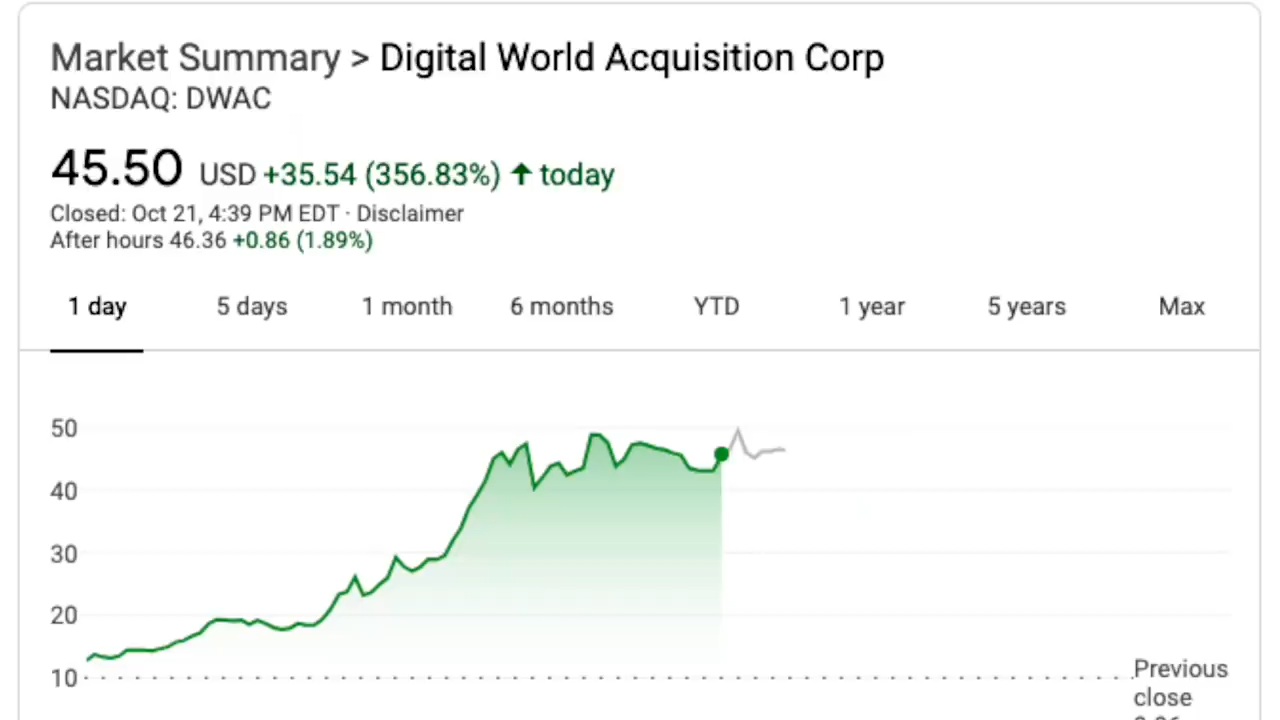 Market Summary > Digital World Acquisition Corp
NASDAQ: DWAC
45.50 USD +35.54 (356.83%) ↑ today
Closed: Oct 21, 4:39 PM EDT · Disclaimer
After hours 46.36 +0.86 (1.89%)
1 day 5 days 1 month 6 months YTD 1 year 5 years Max
50
40
30
20
10
Previous
close